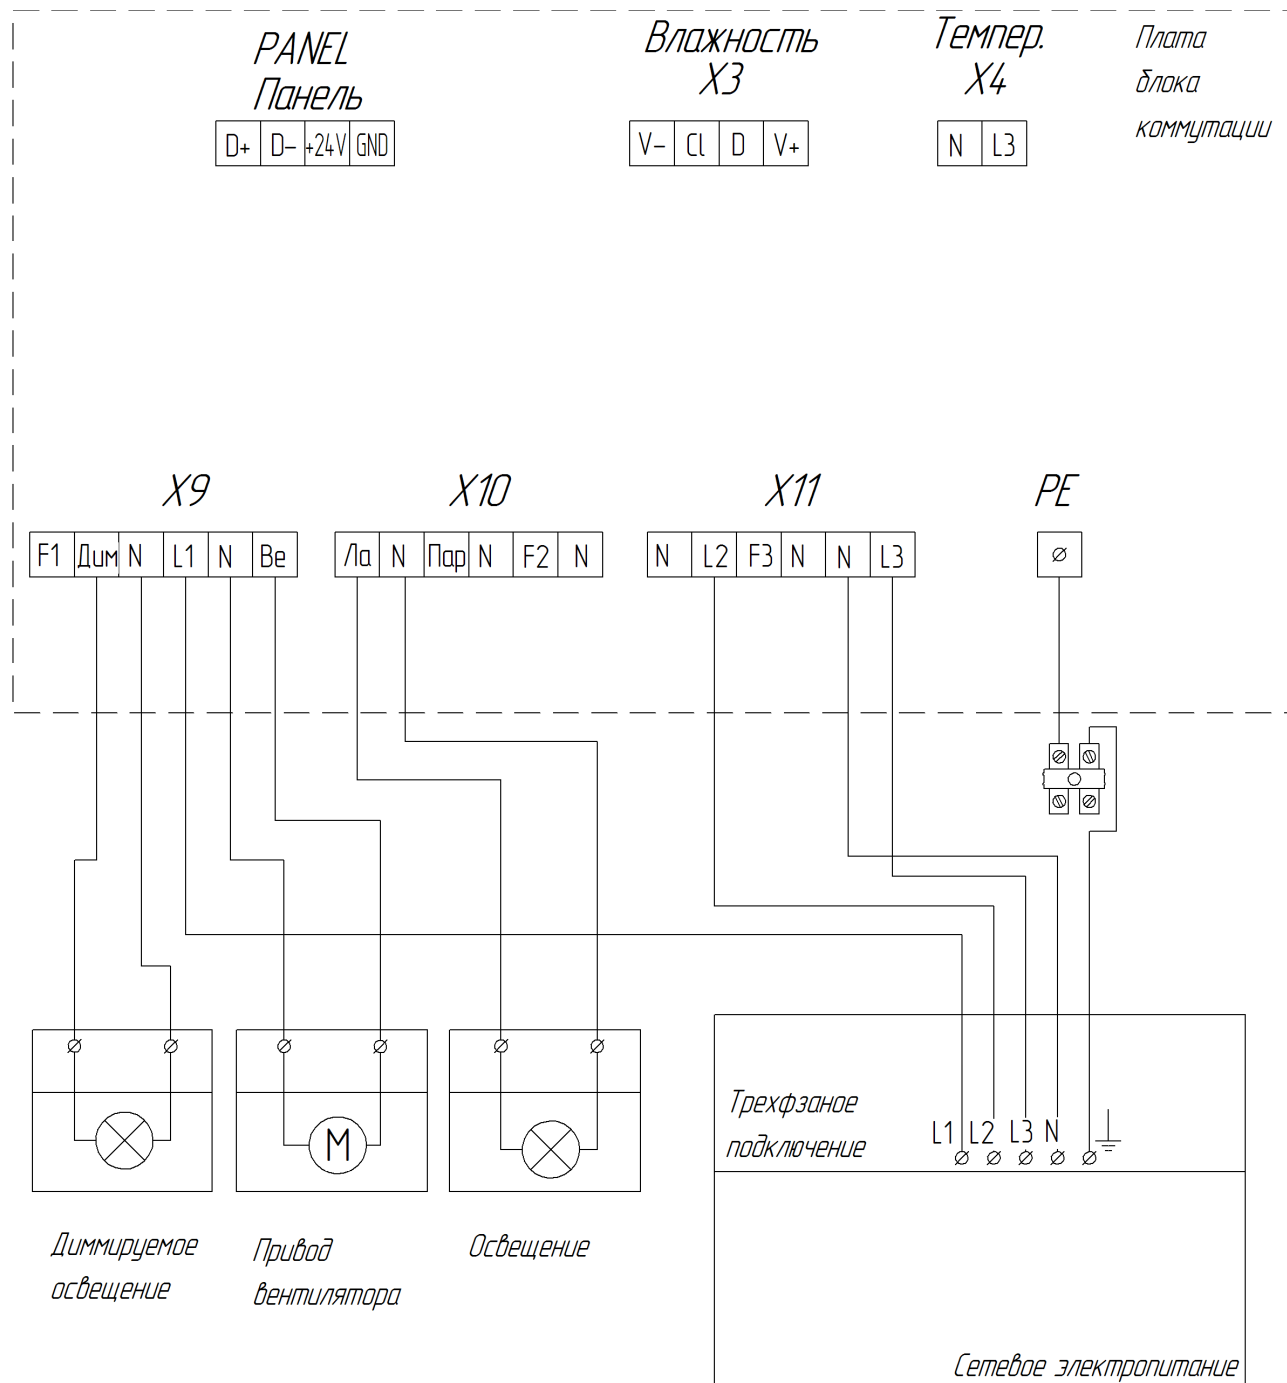 PANEL
Панель
D+ D- +24V GND
Влажность
X3
V- Cl D V+
Темпер.
X4
N L3
Плата
блока
коммутации
X9
F1 Дим N L1 N Ве
X10
Ла N Пар N F2 N
X11
N L2 F3 N N L3
PE
M
Диммируемое
освещение
Привод
вентилятора
Освещение
Трехфзаное
подключение
L1 L2 L3 N
Сетевое электропитание